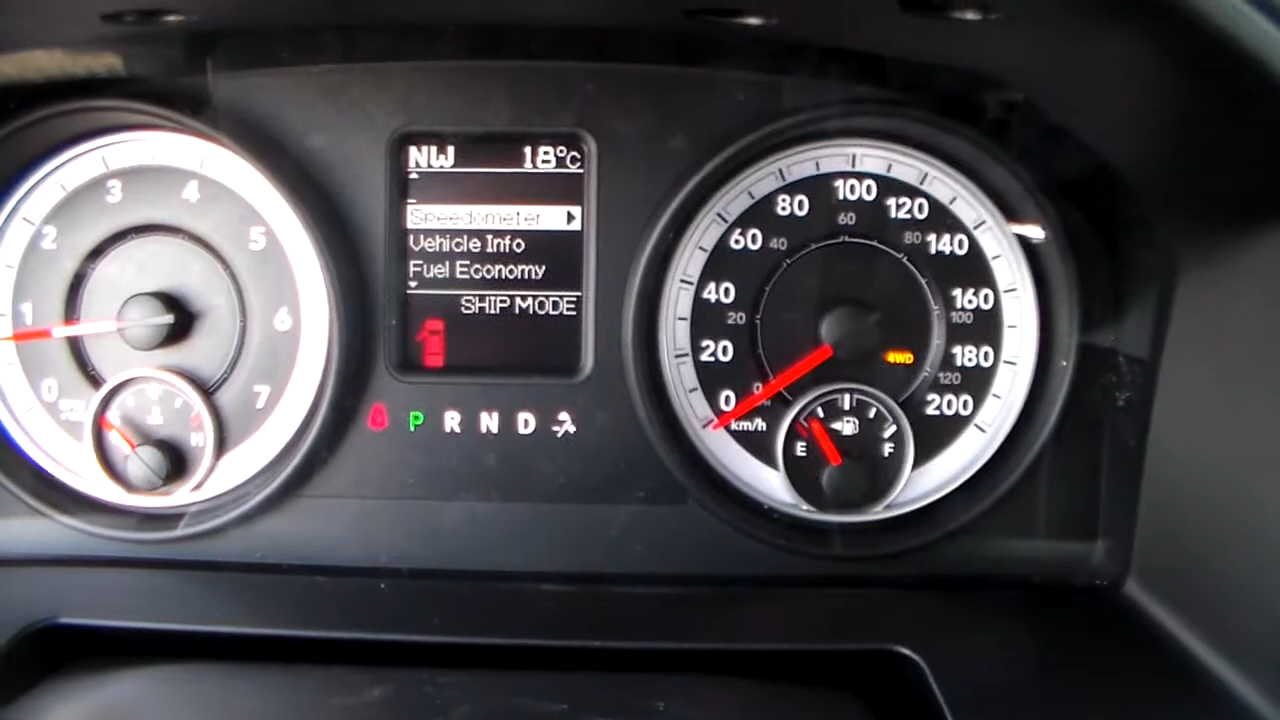 0
1
2
3
4
5
6
7
H
NW 18°C
Speedometer
Vehicle Info
Fuel Economy
SHIP MODE
P R N D
0
20
40
60
80
100
120
140
160
180
200
km/h
0
20
40
60
80
100
120
4WD
E F